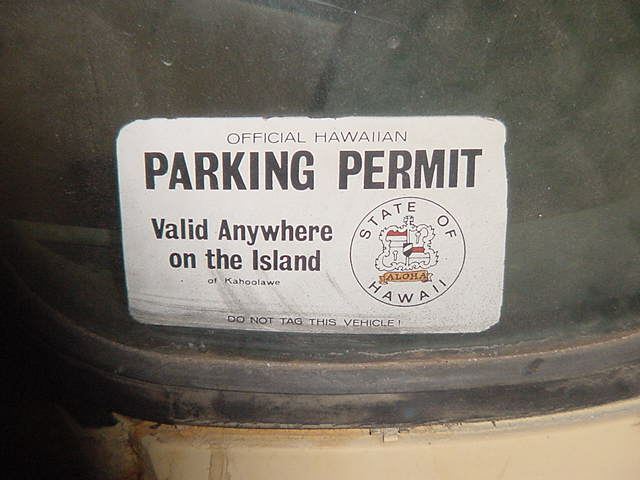 OFFICIAL HAWAIIAN
PARKING PERMIT
Valid Anywhere
on the Island
of Kahoolawe
STATE OF
ALOHA
HAWAII
DO NOT TAG THIS VEHICLE!